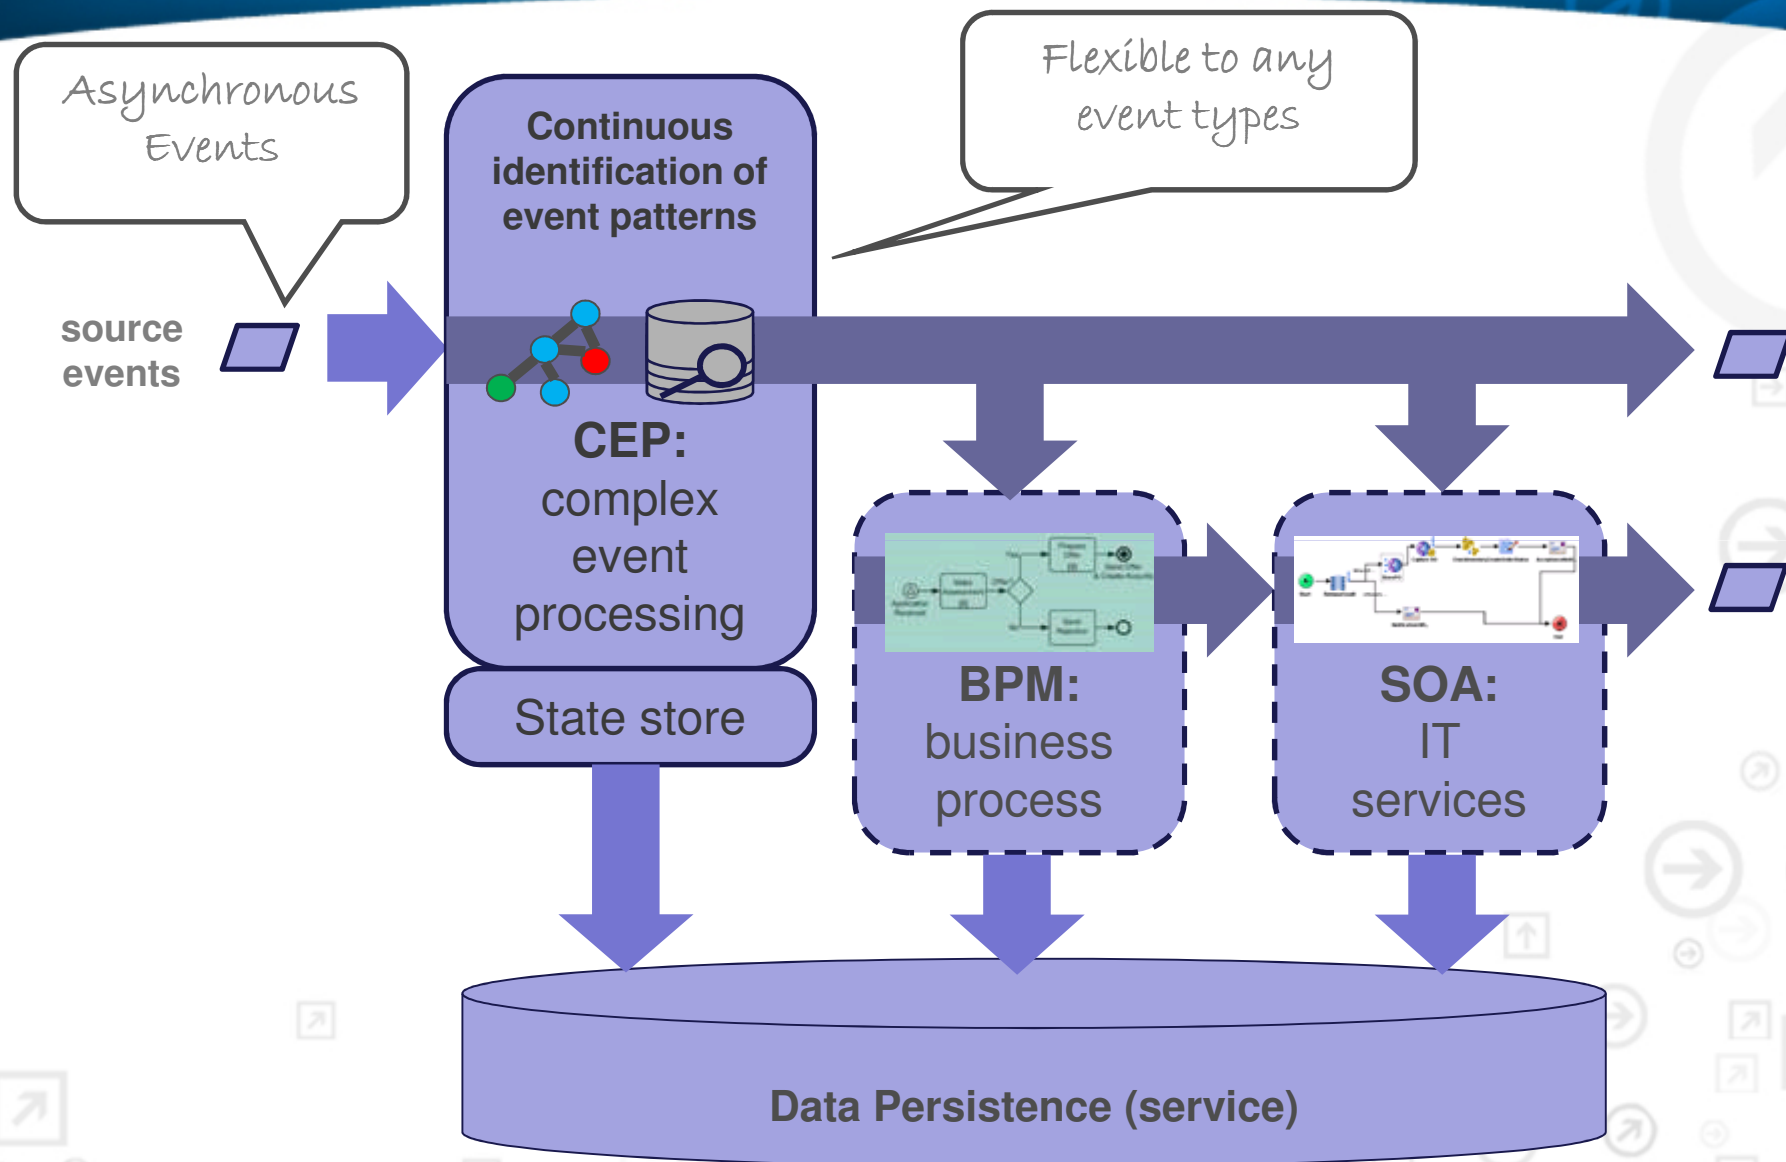 Asynchronous
Events
Flexible to any
event types
Continuous
identification of
event patterns
source
events
CEP:
complex
event
processing
State store
BPM:
business
process
SOA:
IT
services
Data Persistence (service)